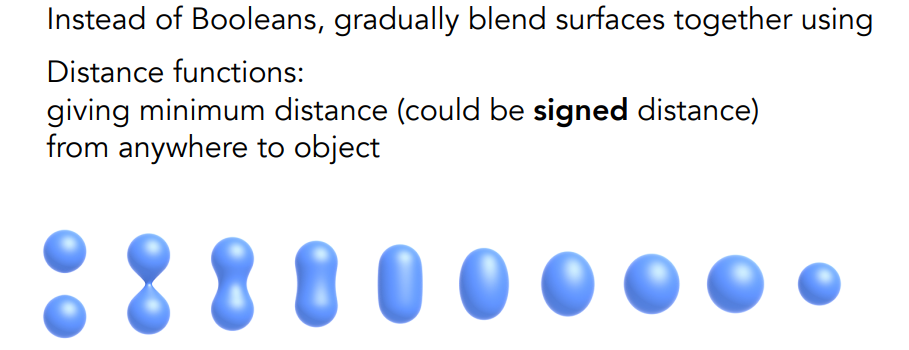 Instead of Booleans, gradually blend surfaces together using
Distance functions:
giving minimum distance (could be signed distance)
from anywhere to object